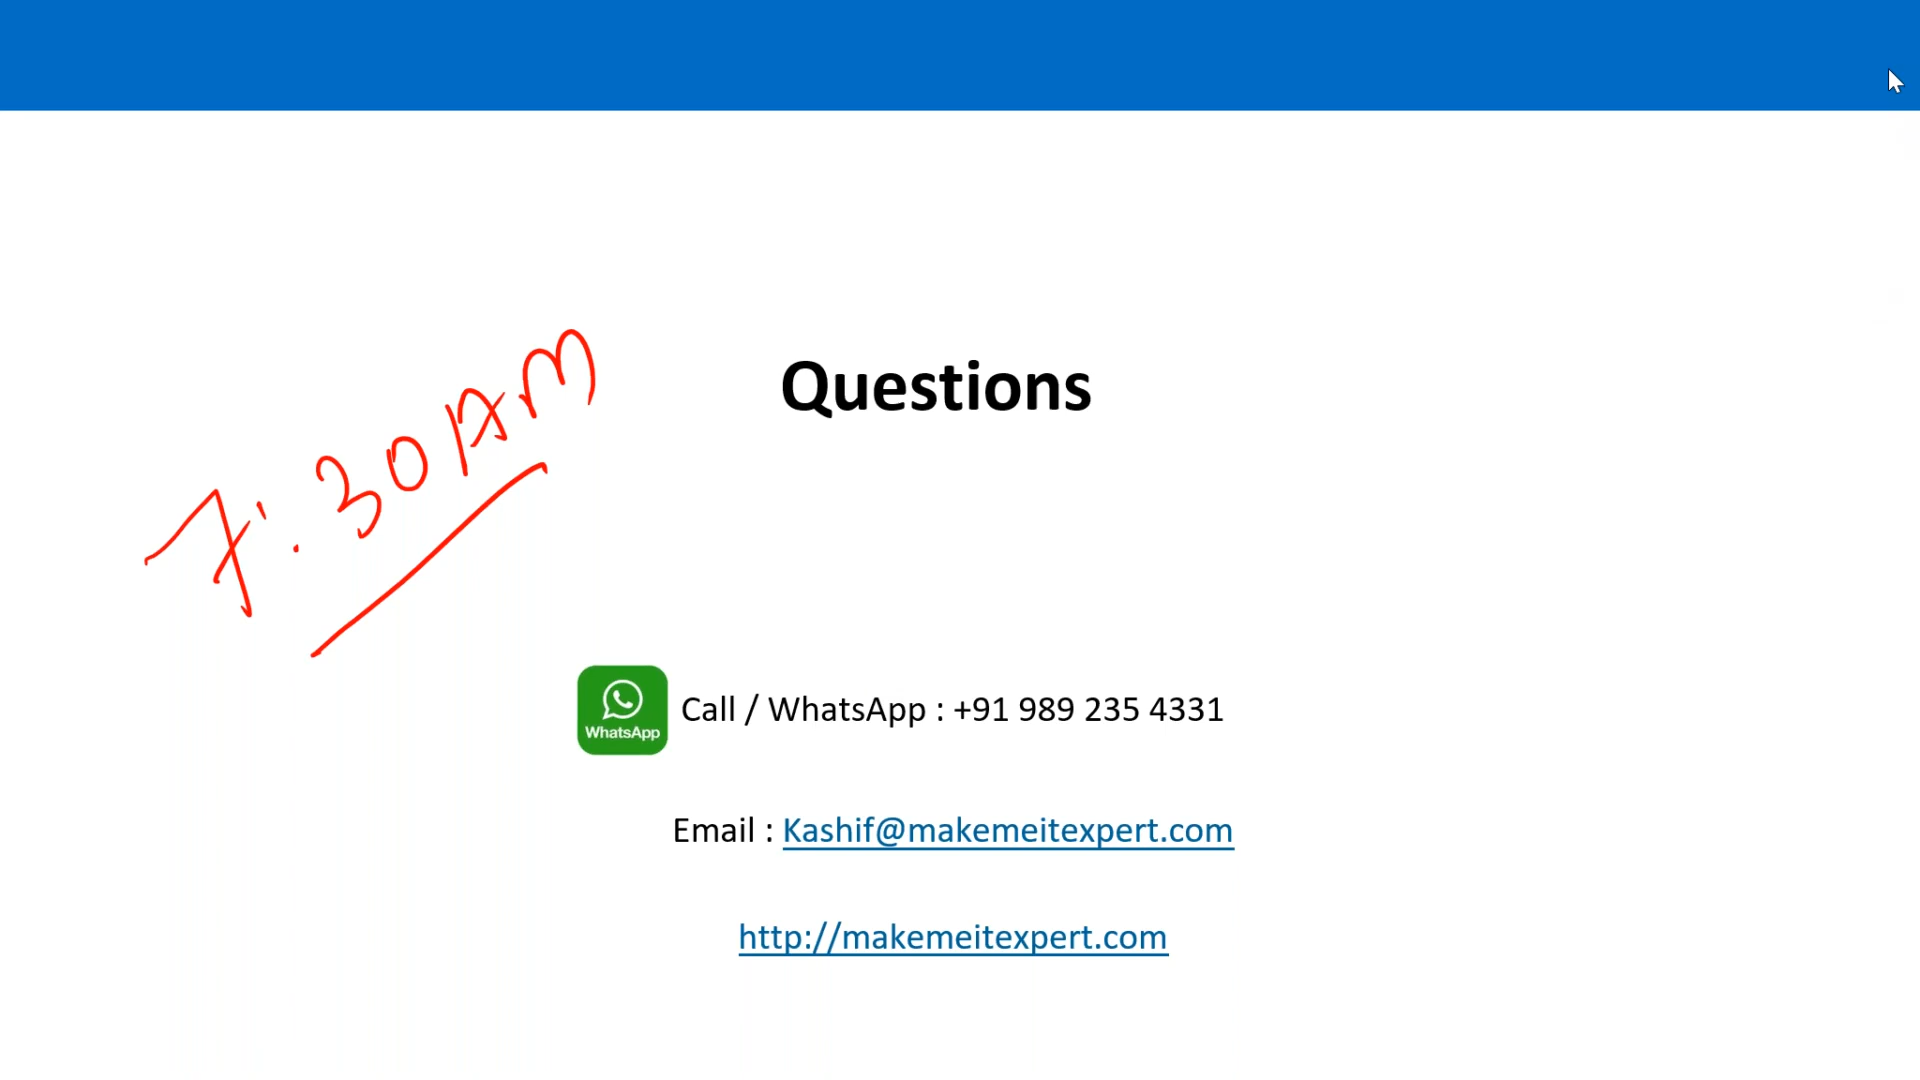 Questions
7:30AM
WhatsApp
Call / WhatsApp : +91 989 235 4331
Email : Kashif@makemeitexpert.com
http://makemeitexpert.com